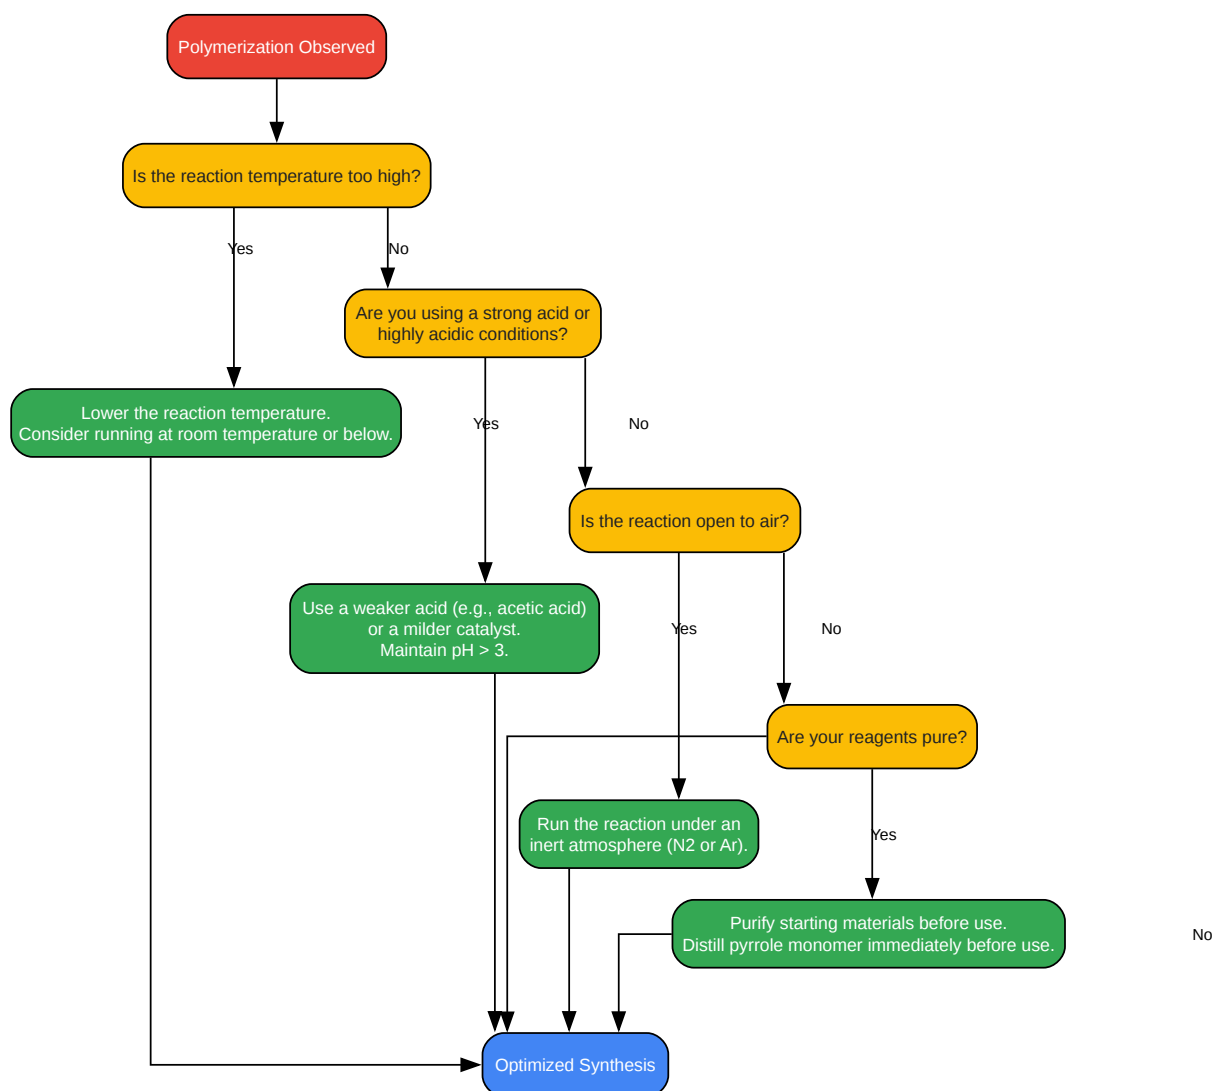 Polymerization Observed
Is the reaction temperature too high?
Yes
No
Are you using a strong acid or
highly acidic conditions?
Lower the reaction temperature.
Consider running at room temperature or below.
Yes
No
Is the reaction open to air?
Use a weaker acid (e.g., acetic acid)
or a milder catalyst.
Maintain pH > 3.
Yes
No
Are your reagents pure?
Run the reaction under an
inert atmosphere (N2 or Ar).
Yes
Purify starting materials before use.
Distill pyrrole monomer immediately before use.
No
Optimized Synthesis